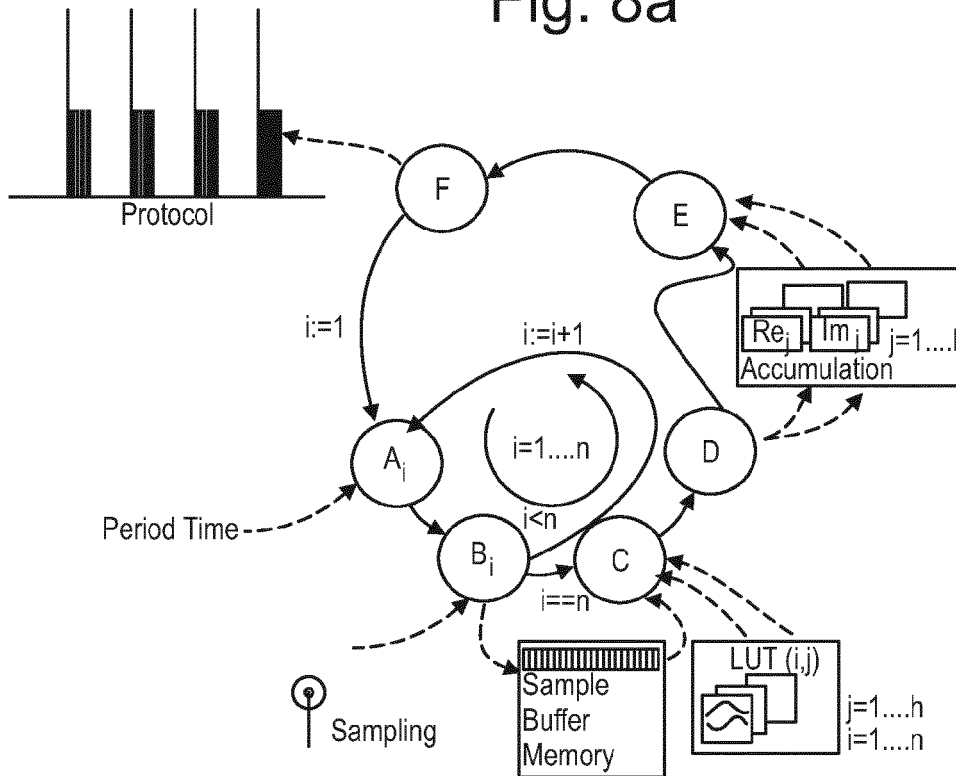 Fig. 8a
Protocol
F
E
i:=1
i:=i+1
Re j
Im j
j=1....h
Accumulation
A i
i=1....n
D
Period Time
i<n
B i
C
i==n
LUT (i,j)
Sample
Buffer
Memory
j=1....h
i=1....n
Sampling